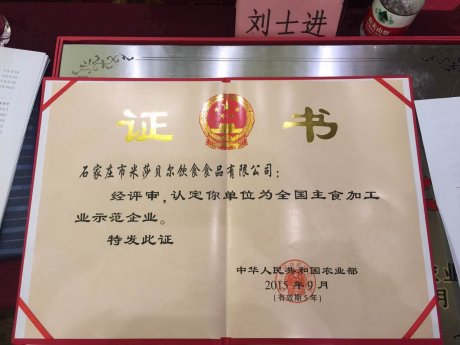 刘士进
证 书
石家庄市米莎贝尔饮食食品有限公司：
经评审，认定你单位为全国主食加工
业示范企业。
特发此证
中华人民共和国农业部
2015年9月
（有效期3年）
业
月